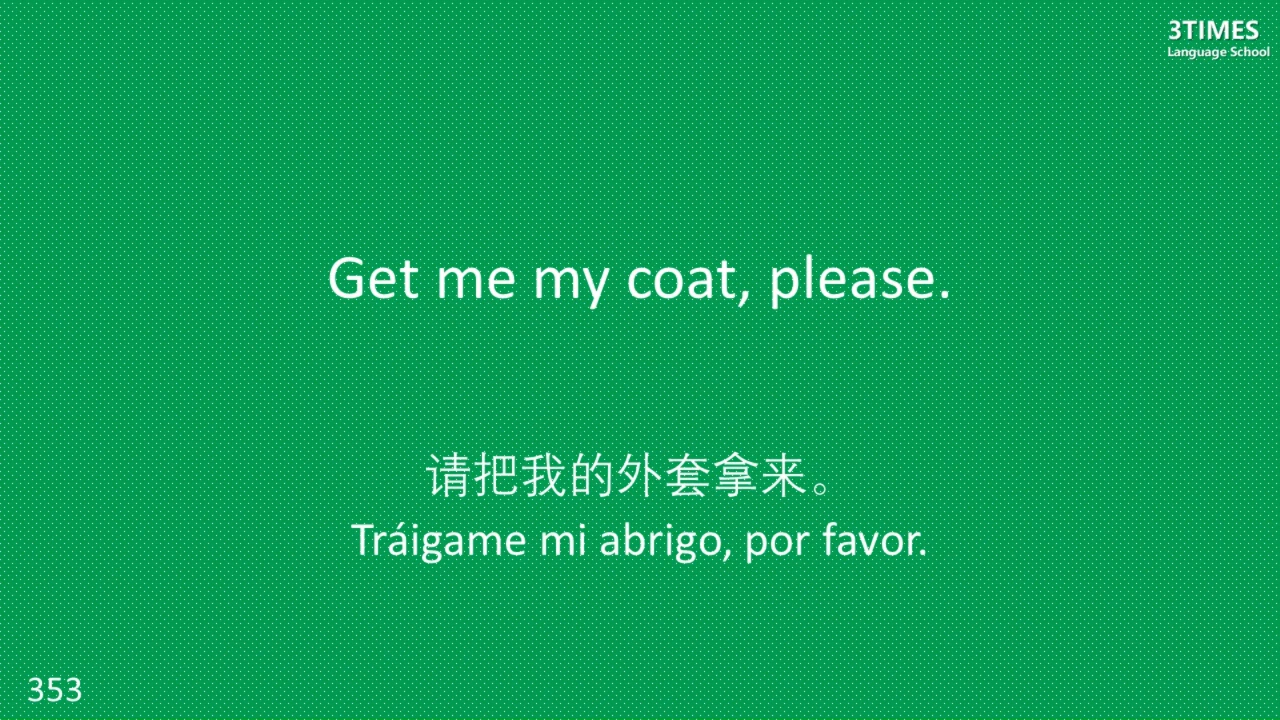 3TIMES
Language School
Get me my coat, please.
请把我的外套拿来。
Tráigame mi abrigo, por favor.
353